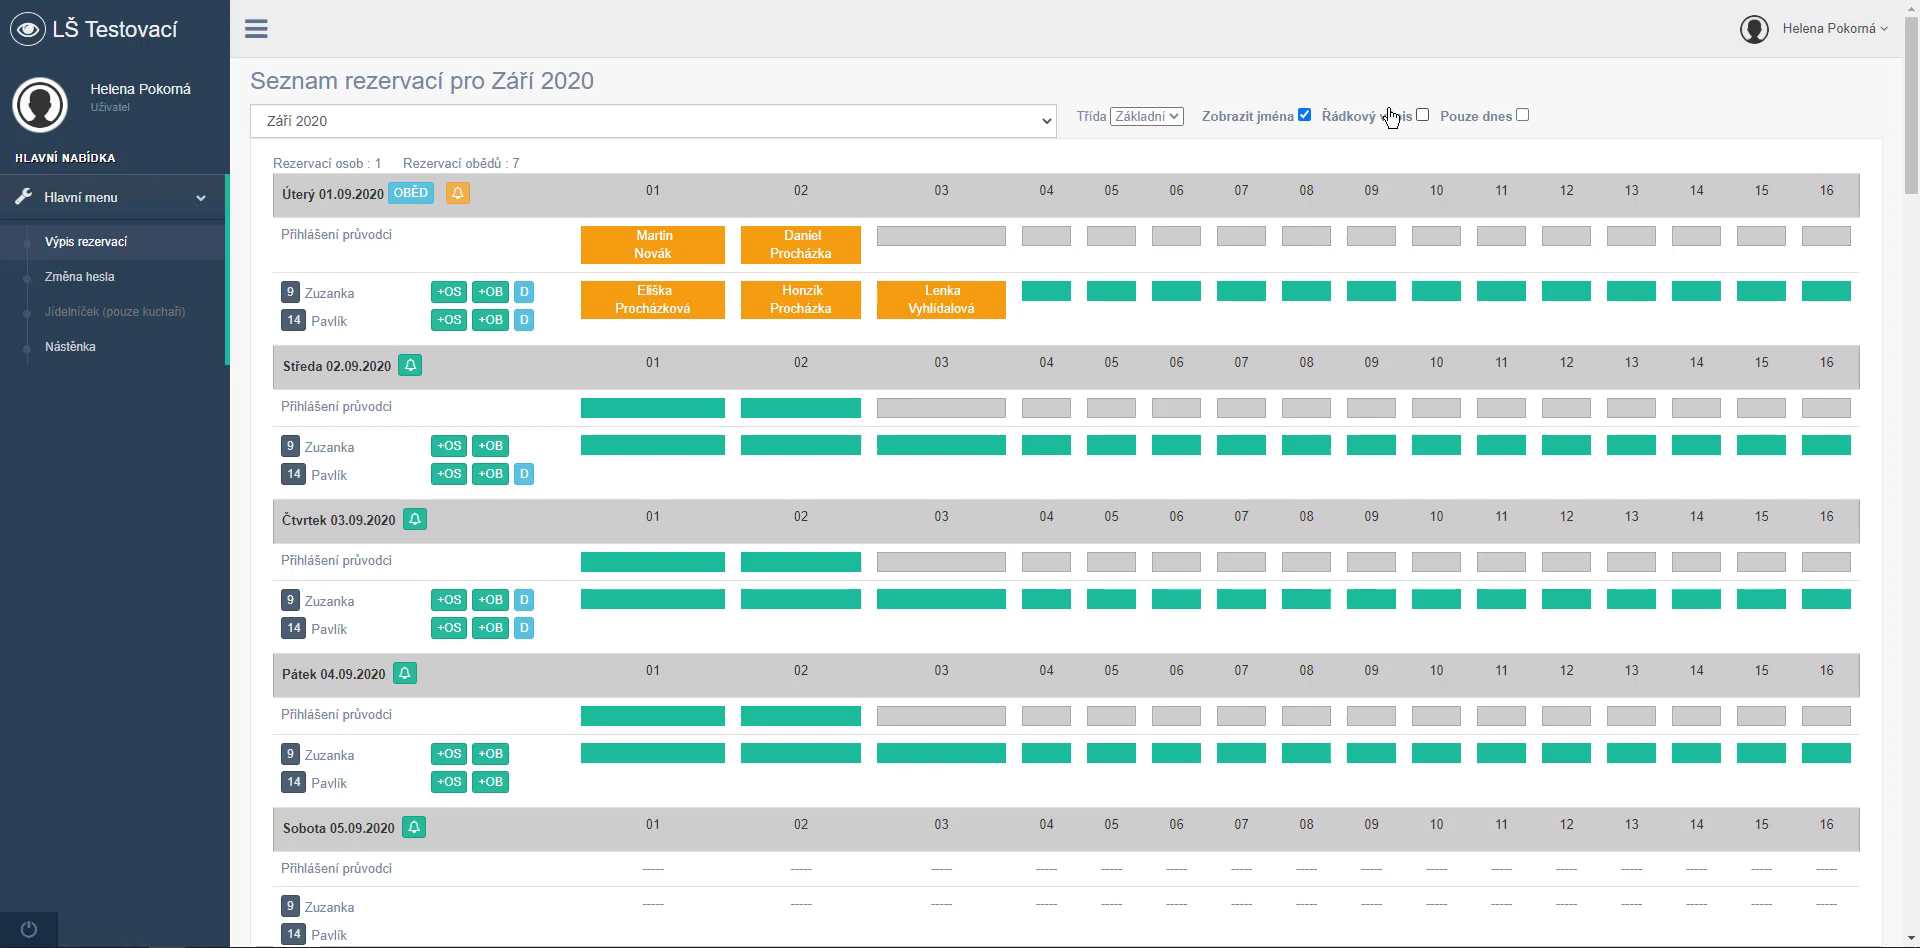 LŠ Testovací
Helena Pokorná
Helena Pokorná
Uživatel
HLAVNÍ NABÍDKA
Hlavní menu
Výpis rezervací
Změna hesla
Jídelníček (pouze kuchaři)
Nástěnka
Seznam rezervací pro Září 2020
Září 2020
Třída Základní Zobrazit jména Řádkový Pouze dnes
Rezervací osob : 1 Rezervací obědů : 7
Úterý 01.09.2020 OBĚD 01 02 03 04 05 06 07 08 09 10 11 12 13 14 15 16
Přihlášení průvodci Martin Novák Daniel Procházka
9 Zuzanka +OS +OB D Eliška Procházková Honzík Procházka Lenka Vyhlídalová
14 Pavlík +OS +OB D
Středa 02.09.2020 01 02 03 04 05 06 07 08 09 10 11 12 13 14 15 16
Přihlášení průvodci
9 Zuzanka +OS +OB
14 Pavlík +OS +OB D
Čtvrtek 03.09.2020 01 02 03 04 05 06 07 08 09 10 11 12 13 14 15 16
Přihlášení průvodci
9 Zuzanka +OS +OB D
14 Pavlík +OS +OB D
Pátek 04.09.2020 01 02 03 04 05 06 07 08 09 10 11 12 13 14 15 16
Přihlášení průvodci
9 Zuzanka +OS +OB
14 Pavlík +OS +OB
Sobota 05.09.2020 01 02 03 04 05 06 07 08 09 10 11 12 13 14 15 16
Přihlášení průvodci ----- ----- ----- ----- ----- ----- ----- ----- ----- ----- ----- ----- ----- ----- ----- -----
9 Zuzanka ----- ----- ----- ----- ----- ----- ----- ----- ----- ----- ----- ----- ----- ----- ----- -----
14 Pavlík